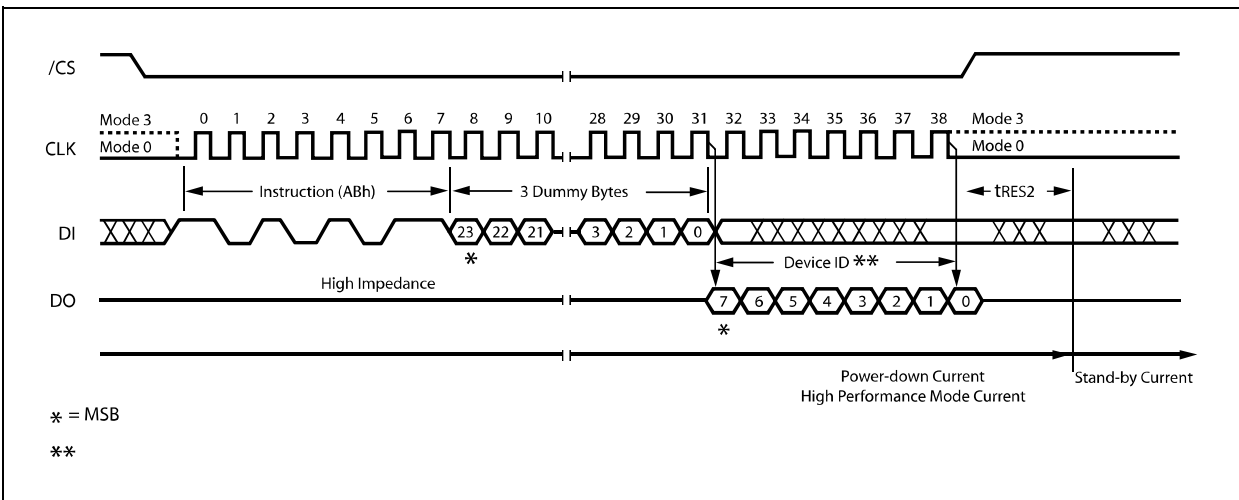 /CS
Mode 3
0 1 2 3 4 5 6 7 8 9 10 28 29 30 31 32 33 34 35 36 37 38
Mode 3
CLK
Mode 0
Mode 0
Instruction (ABh)
3 Dummy Bytes
tRES2
DI
23 22 21 3 2 1 0
*
Device ID **
High Impedance
DO
7 6 5 4 3 2 1 0
*
Power-down Current
High Performance Mode Current
Stand-by Current
* = MSB
**